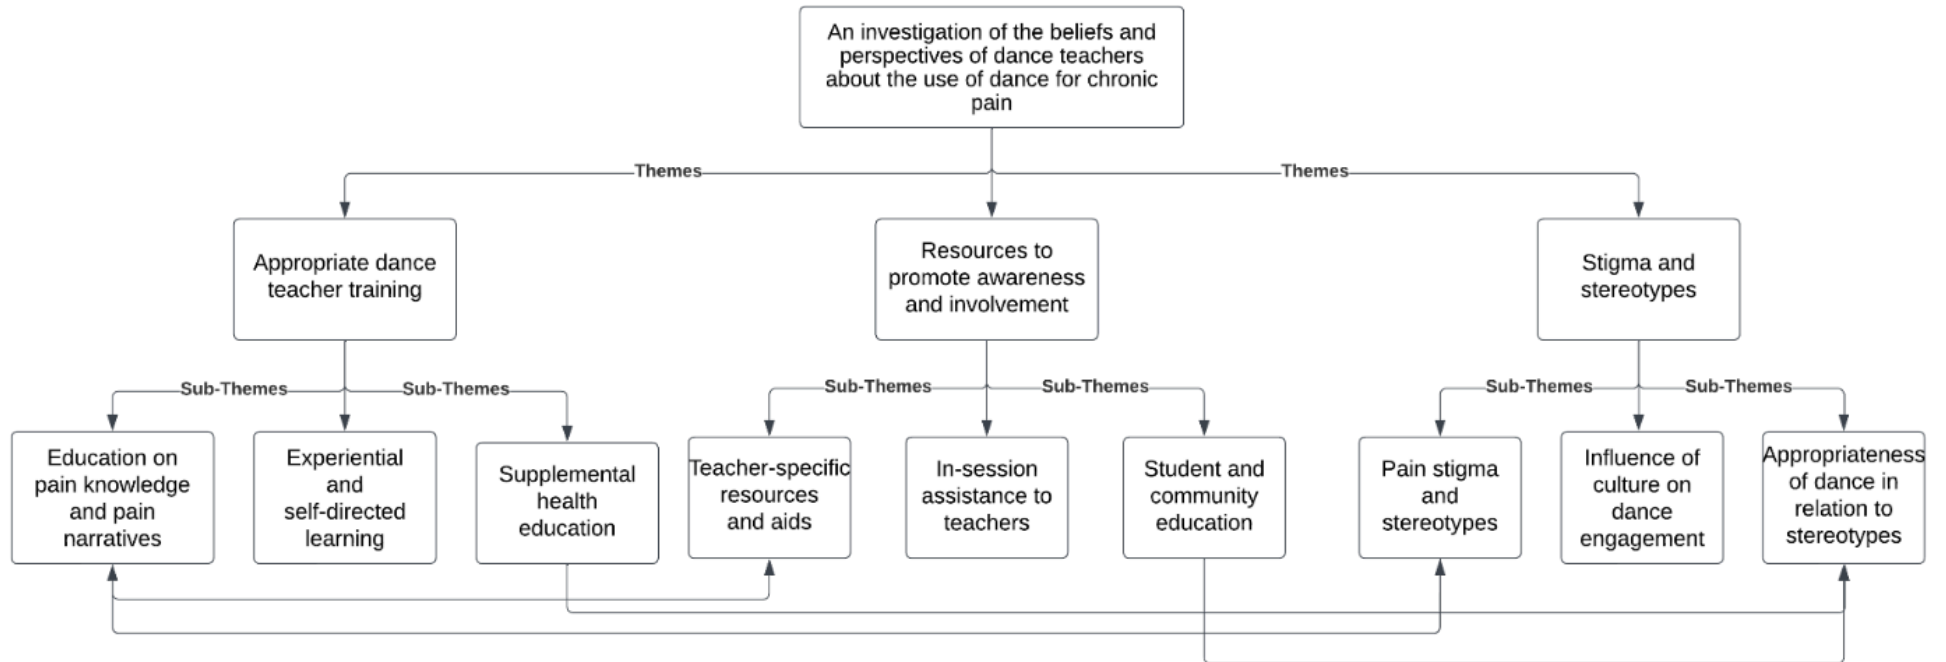 An investigation of the beliefs and
perspectives of dance teachers
about the use of dance for chronic
pain
Themes
Themes
Appropriate dance
teacher training
Resources to
promote awareness
and involvement
Stigma and
stereotypes
Sub-Themes
Sub-Themes
Sub-Themes
Sub-Themes
Sub-Themes
Sub-Themes
Education on
pain knowledge
and pain
narratives
Experiential
and
self-directed
learning
Supplemental
health
education
Teacher-specific
resources
and aids
In-session
assistance to
teachers
Student and
community
education
Pain stigma
and
stereotypes
Influence of
culture on
dance
engagement
Appropriateness
of dance in
relation to
stereotypes